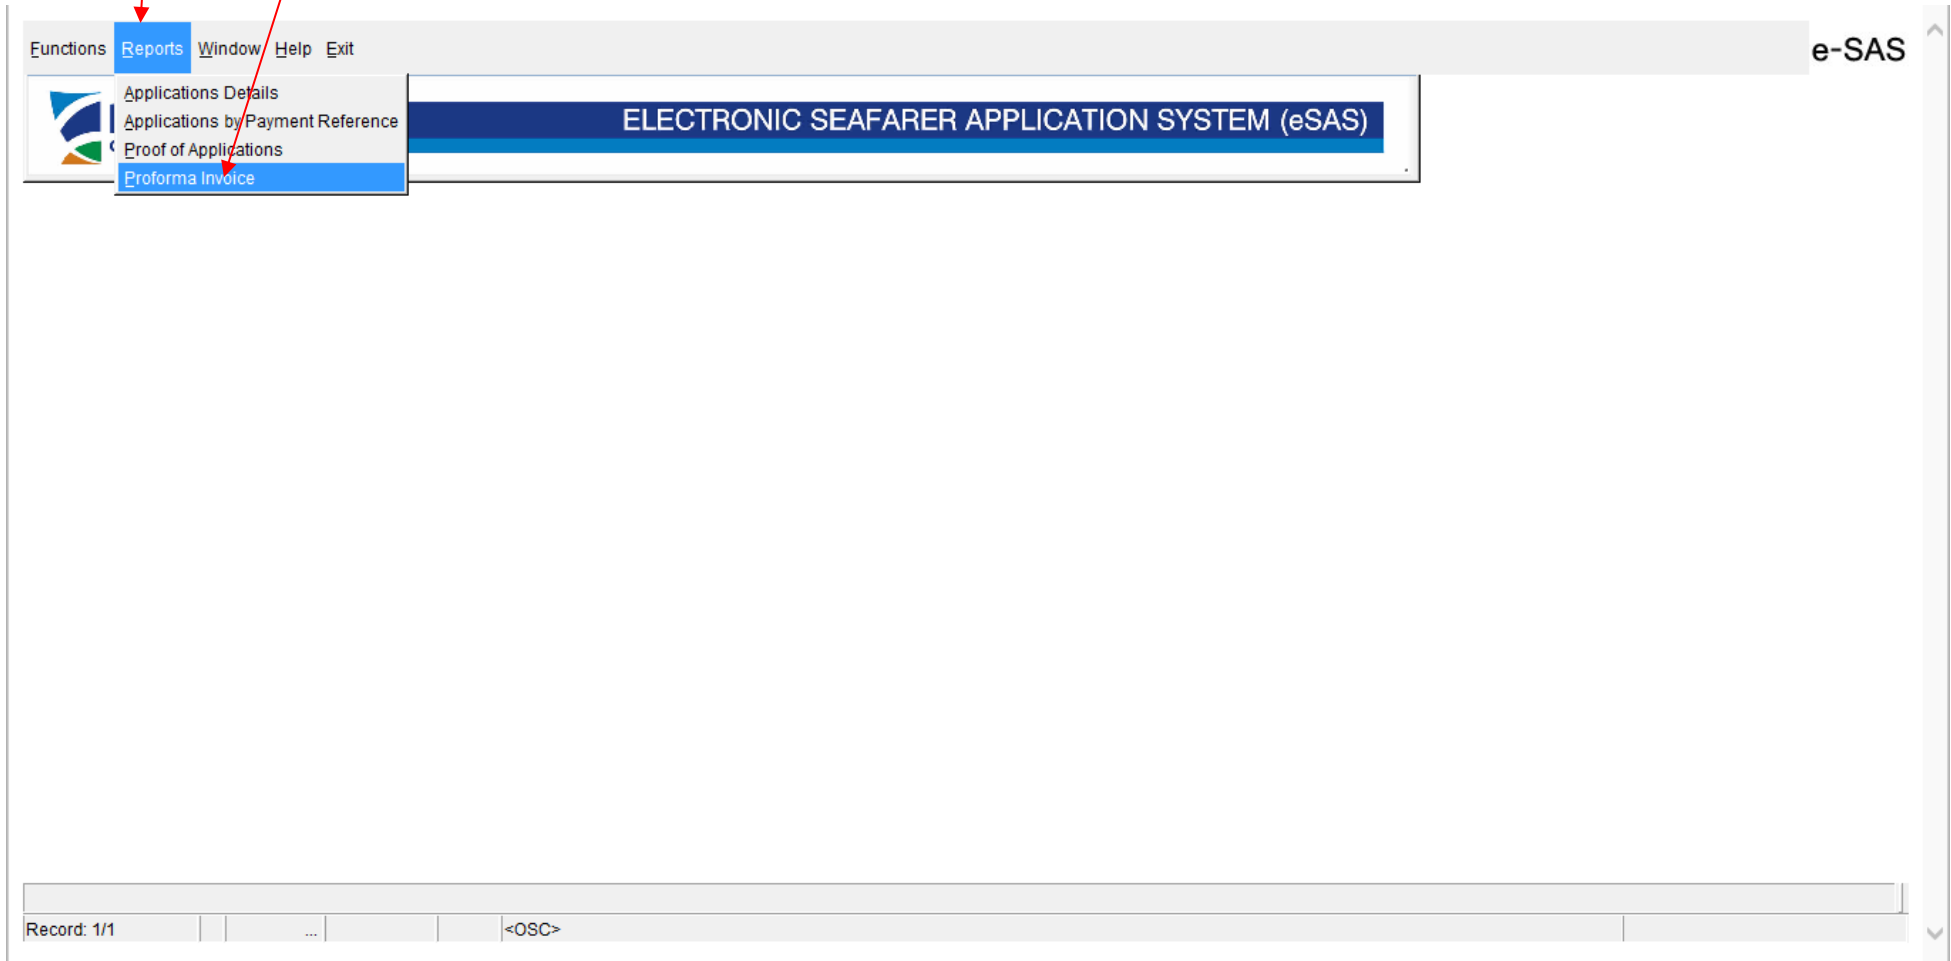 Functions Reports Window Help Exit
e-SAS
Applications Details
Applications by Payment Reference
Proof of Applications
Proforma Invoice
ELECTRONIC SEAFARER APPLICATION SYSTEM (eSAS)
Record: 1/1 ... <OSC>